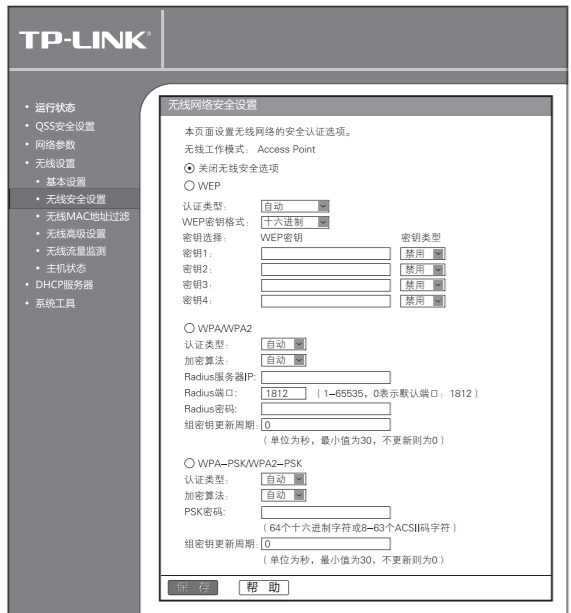 TP-LINK®
• 运行状态
• QSS安全设置
• 网络参数
• 无线设置
• 基本设置
• 无线安全设置
• 无线MAC地址过滤
• 无线高级设置
• 无线流量监测
• 主机状态
• DHCP服务器
• 系统工具
无线网络安全设置
本页面设置无线网络的安全认证选项。
无线工作模式： Access Point
关闭无线安全选项
WEP
认证类型： 自动
WEP密钥格式： 十六进制
密钥选择： WEP密钥 密钥类型
密钥1： 禁用
密钥2： 禁用
密钥3： 禁用
密钥4： 禁用
WPA/WPA2
认证类型： 自动
加密算法： 自动
Radius服务器IP:
Radius端口: 1812 （1–65535，0表示默认端口：1812）
Radius密码:
组密钥更新周期: 0
（单位为秒，最小值为30，不更新则为0）
WPA–PSK/WPA2–PSK
认证类型： 自动
加密算法： 自动
PSK密码:
（64个十六进制字符或8–63个ACSII码字符）
组密钥更新周期: 0
（单位为秒，最小值为30，不更新则为0）
保 存 帮 助